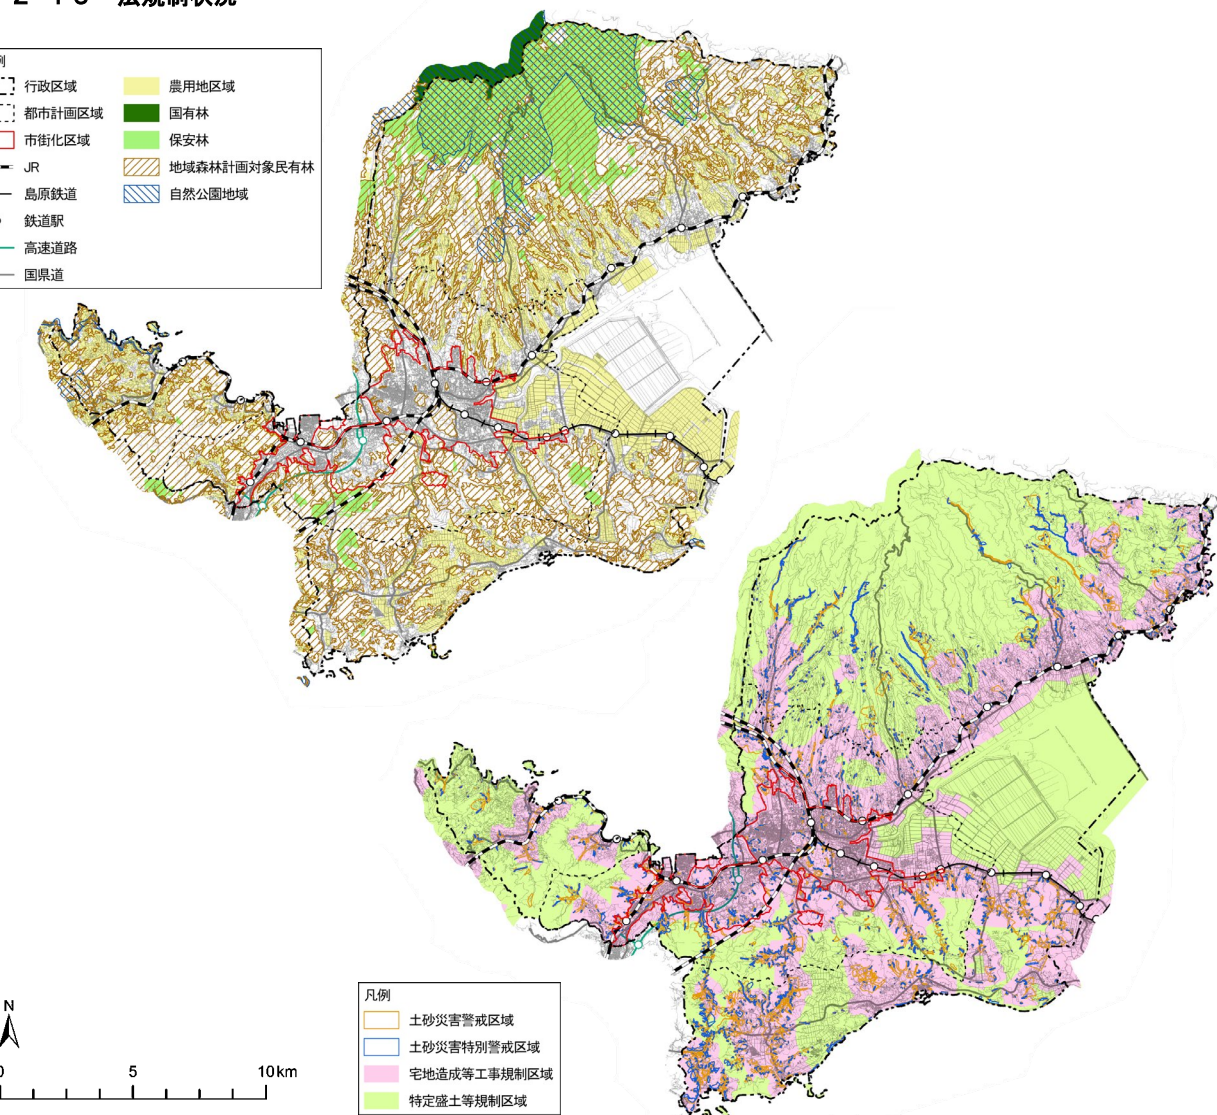 2-13 法規制状況
例
行政区域
都市計画区域
市街化区域
JR
島原鉄道
鉄道駅
高速道路
国県道
農用地区域
国有林
保安林
地域森林計画対象民有林
自然公園地域
凡例
土砂災害警戒区域
土砂災害特別警戒区域
宅地造成等工事規制区域
特定盛土等規制区域
N
0 5 10km